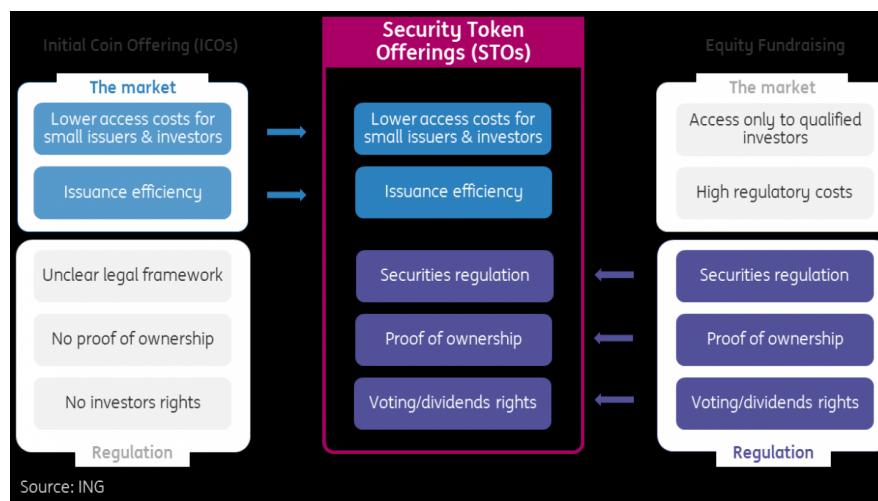 Initial Coin Offering (ICOs)
The market
Lower access costs for
small issuers & investors
Issuance efficiency
Unclear legal framework
No proof of ownership
No investors rights
Regulation
Security Token
Offerings (STOs)
Lower access costs for
small issuers & investors
Issuance efficiency
Securities regulation
Proof of ownership
Voting/dividends rights
Equity Fundraising
The market
Access only to qualified
investors
High regulatory costs
Securities regulation
Proof of ownership
Voting/dividends rights
Regulation
Source: ING